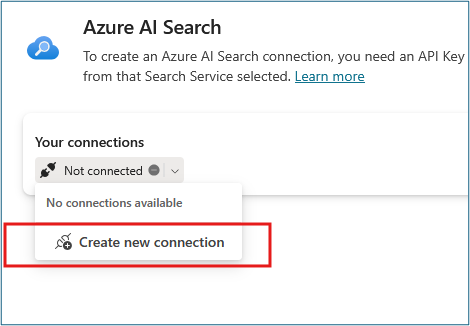 Azure AI Search
To create an Azure AI Search connection, you need an API Key
from that Search Service selected. Learn more
Your connections
Not connected
No connections available
Create new connection